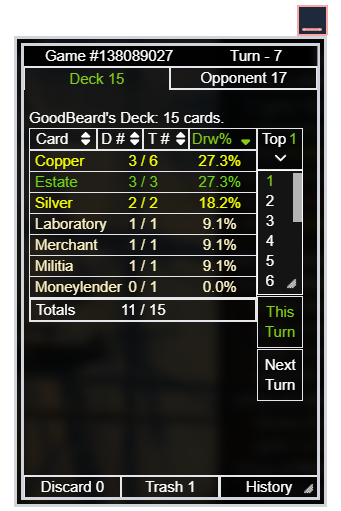 Game #138089027 Turn - 7
Deck 15 Opponent 17
GoodBeard's Deck: 15 cards.
Card D # T # Drw% Top 1
Copper 3 / 6 27.3%
Estate 3 / 3 27.3% 1
Silver 2 / 2 18.2% 2
Laboratory 1 / 1 9.1% 3
Merchant 1 / 1 9.1% 4
Militia 1 / 1 9.1% 5
Moneylender 0 / 1 0.0% 6
Totals 11 / 15
This
Turn
Next
Turn
Discard 0 Trash 1 History